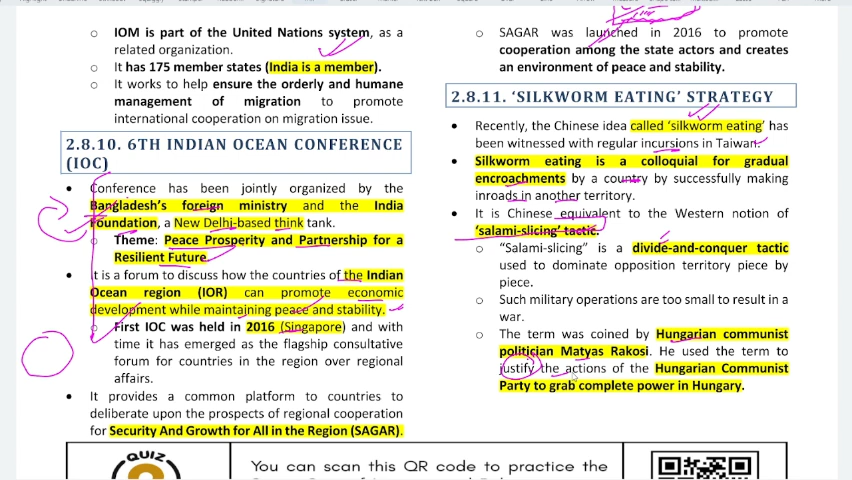 o IOM is part of the United Nations system, as a
related organization.
o It has 175 member states (India is a member).
o It works to help ensure the orderly and humane
management of migration to promote
international cooperation on migration issue.
2.8.10. 6TH INDIAN OCEAN CONFERENCE
(IOC)
• Conference has been jointly organized by the
Bangladesh's foreign ministry and the India
Foundation, a New Delhi-based think tank.
o Theme: Peace Prosperity and Partnership for a
Resilient Future.
• It is a forum to discuss how the countries of the Indian
Ocean region (IOR) can promote economic
development while maintaining peace and stability.
o First IOC was held in 2016 (Singapore) and with
time it has emerged as the flagship consultative
forum for countries in the region over regional
affairs.
• It provides a common platform to countries to
deliberate upon the prospects of regional cooperation
for Security And Growth for All in the Region (SAGAR).
o SAGAR was launched in 2016 to promote
cooperation among the state actors and creates
an environment of peace and stability.
2.8.11. 'SILKWORM EATING' STRATEGY
• Recently, the Chinese idea called 'silkworm eating' has
been witnessed with regular incursions in Taiwan.
• Silkworm eating is a colloquial for gradual
encroachments by a country by successfully making
inroads in another territory.
• It is Chinese equivalent to the Western notion of
'salami-slicing' tactic.
o "Salami-slicing" is a divide-and-conquer tactic
used to dominate opposition territory piece by
piece.
o Such military operations are too small to result in a
war.
o The term was coined by Hungarian communist
politician Matyas Rakosi. He used the term to
justify the actions of the Hungarian Communist
Party to grab complete power in Hungary.
QUIZ
You can scan this QR code to practice the